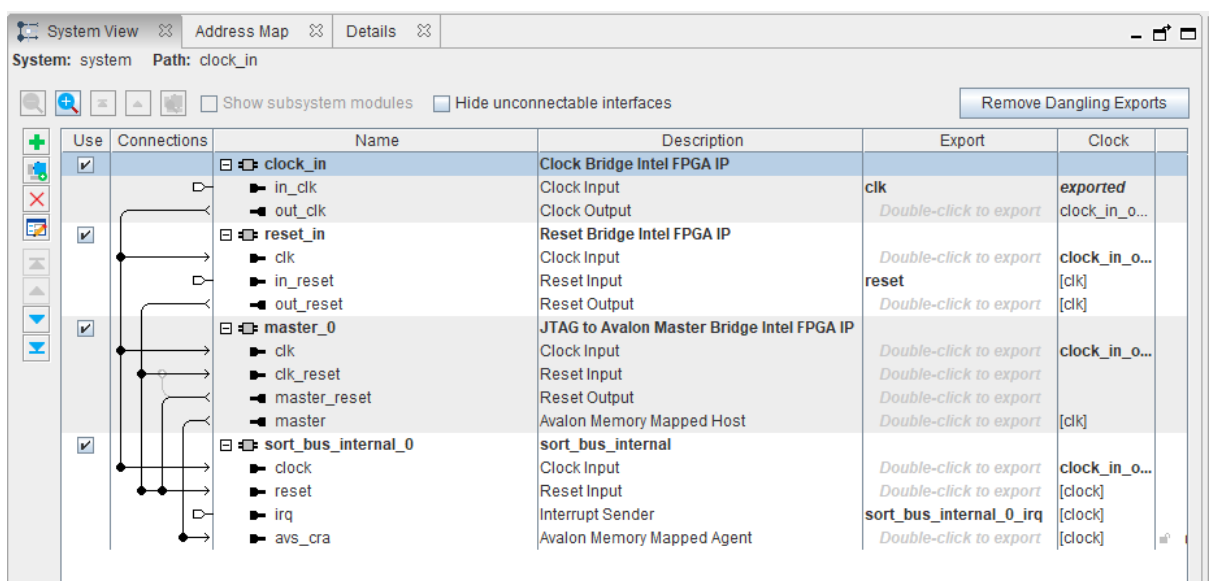 System View Address Map Details
System: system Path: clock_in
Show subsystem modules Hide unconnectable interfaces Remove Dangling Exports
Use Connections Name Description Export Clock
clock_in Clock Bridge Intel FPGA IP
in_clk Clock Input clk exported
out_clk Clock Output Double-click to export clock_in_o...
reset_in Reset Bridge Intel FPGA IP
clk Clock Input Double-click to export clock_in_o...
in_reset Reset Input reset [clk]
out_reset Reset Output Double-click to export [clk]
master_0 JTAG to Avalon Master Bridge Intel FPGA IP
clk Clock Input Double-click to export clock_in_o...
clk_reset Reset Input Double-click to export
master_reset Reset Output Double-click to export
master Avalon Memory Mapped Host Double-click to export [clk]
sort_bus_internal_0 sort_bus_internal
clock Clock Input Double-click to export clock_in_o...
reset Reset Input Double-click to export [clock]
irq Interrupt Sender sort_bus_internal_0_irq [clock]
avs_cra Avalon Memory Mapped Agent Double-click to export [clock]